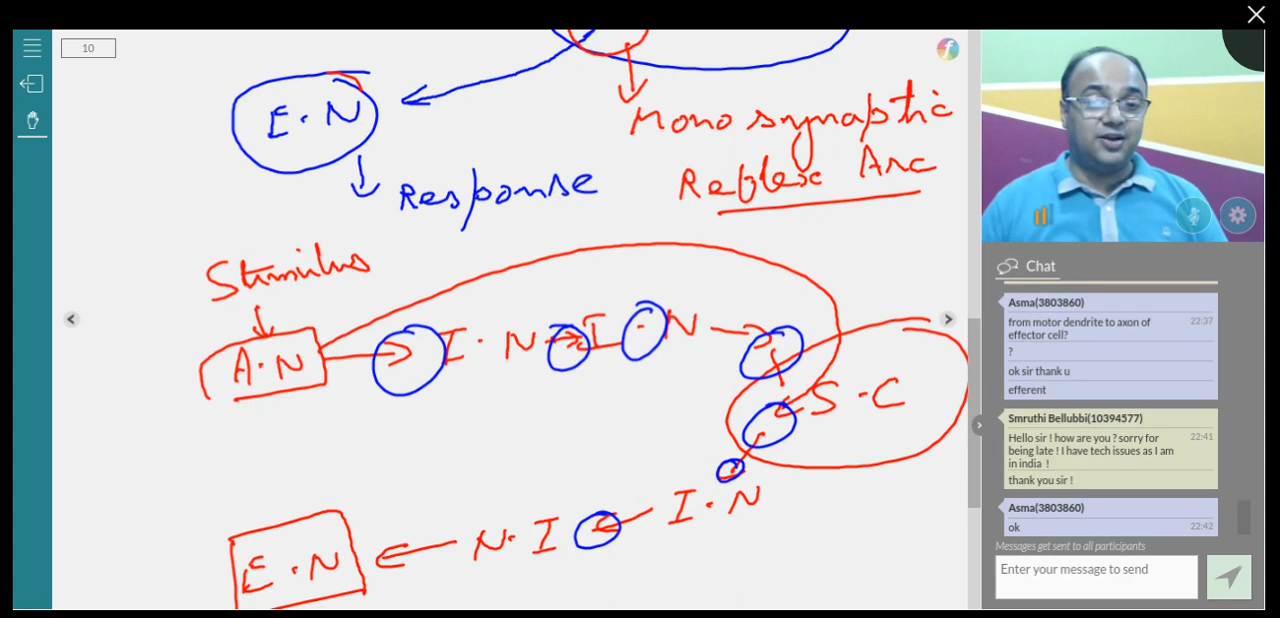 10
E.N
Mono synaptic
Reflex Arc
Response
Stimulus
A.N
I.N
I.N
S.C
I.N
N.I
E.N
Chat
Asma(3803860)
from motor dendrite to axon of 22:37
effector cell?
?
ok sir thank u
efferent
Smruthi Bellubbi(10394577)
Hello sir ! how are you ? sorry for 22:41
being late ! I have tech issues as I am
in india !
thank you sir !
Asma(3803860)
ok 22:42
Messages get sent to all participants
Enter your message to send